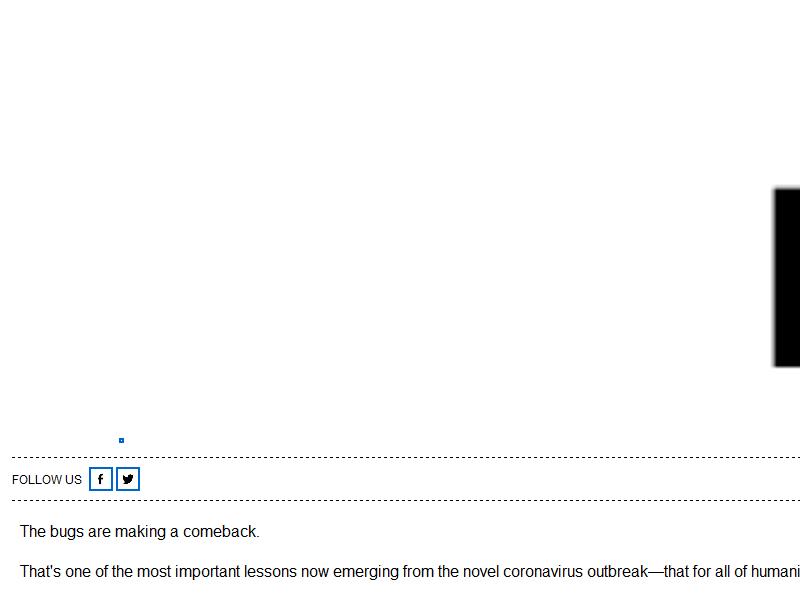 FOLLOW US
The bugs are making a comeback.
That's one of the most important lessons now emerging from the novel coronavirus outbreak—that for all of humani